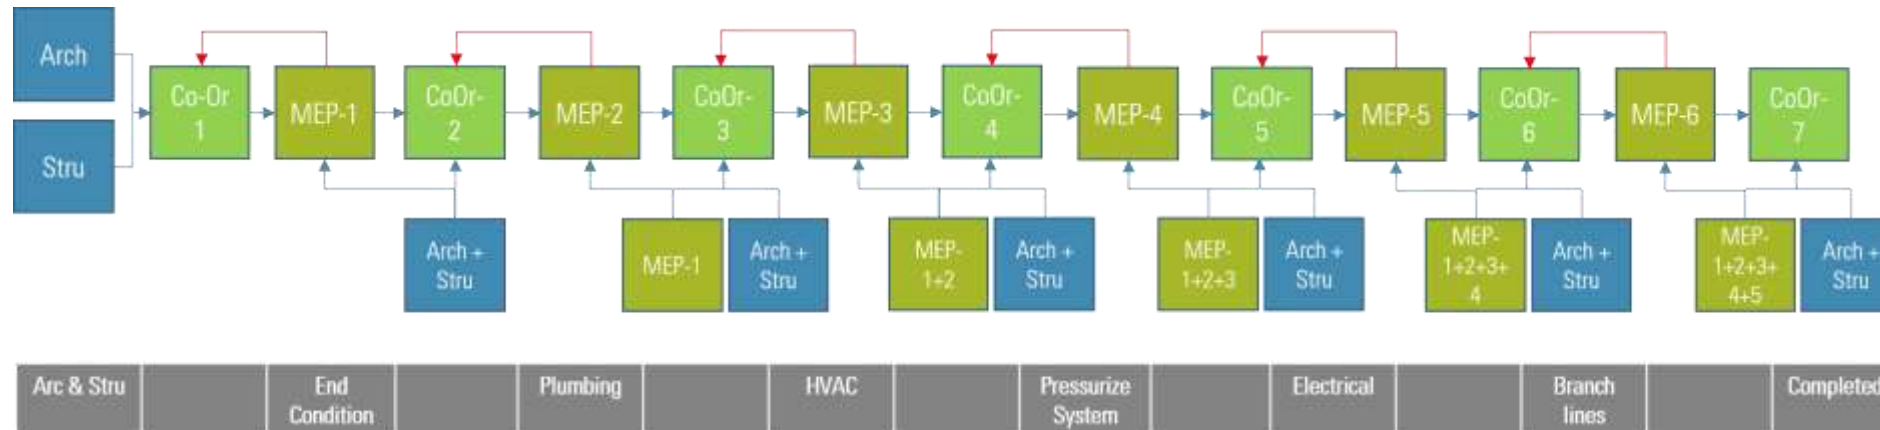 Arch
Stru
Co-Or
1
MEP-1
CoOr-
2
MEP-2
CoOr-
3
MEP-3
CoOr-
4
MEP-4
CoOr-
5
MEP-5
CoOr-
6
MEP-6
CoOr-
7
Arch +
Stru
MEP-1
Arch +
Stru
MEP-
1+2
Arch +
Stru
MEP-
1+2+3
Arch +
Stru
MEP-
1+2+3+
4
Arch +
Stru
MEP-
1+2+3+
4+5
Arch +
Stru
Arc & Stru
End
Condition
Plumbing
HVAC
Pressurize
System
Electrical
Branch
lines
Completed